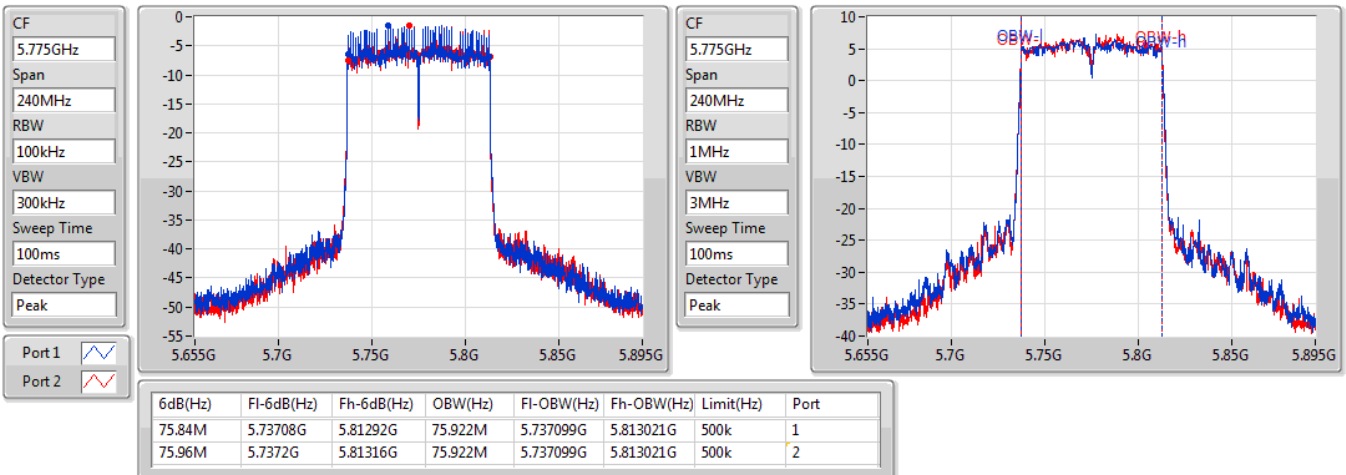 CF
5.775GHz
Span
240MHz
RBW
100kHz
VBW
300kHz
Sweep Time
100ms
Detector Type
Peak
0
-5
-10
-15
-20
-25
-30
-35
-40
-45
-50
-55
5.655G 5.7G 5.75G 5.8G 5.85G 5.895G
CF
5.775GHz
Span
240MHz
RBW
1MHz
VBW
3MHz
Sweep Time
100ms
Detector Type
Peak
10
5
0
-5
-10
-15
-20
-25
-30
-35
-40
OBW-l OBW-h
OBW-l OBW-h
5.655G 5.7G 5.75G 5.8G 5.85G 5.895G
Port 1
Port 2
6dB(Hz) Fl-6dB(Hz) Fh-6dB(Hz) OBW(Hz) Fl-OBW(Hz) Fh-OBW(Hz) Limit(Hz) Port
75.84M 5.73708G 5.81292G 75.922M 5.737099G 5.813021G 500k 1
75.96M 5.7372G 5.81316G 75.922M 5.737099G 5.813021G 500k 2